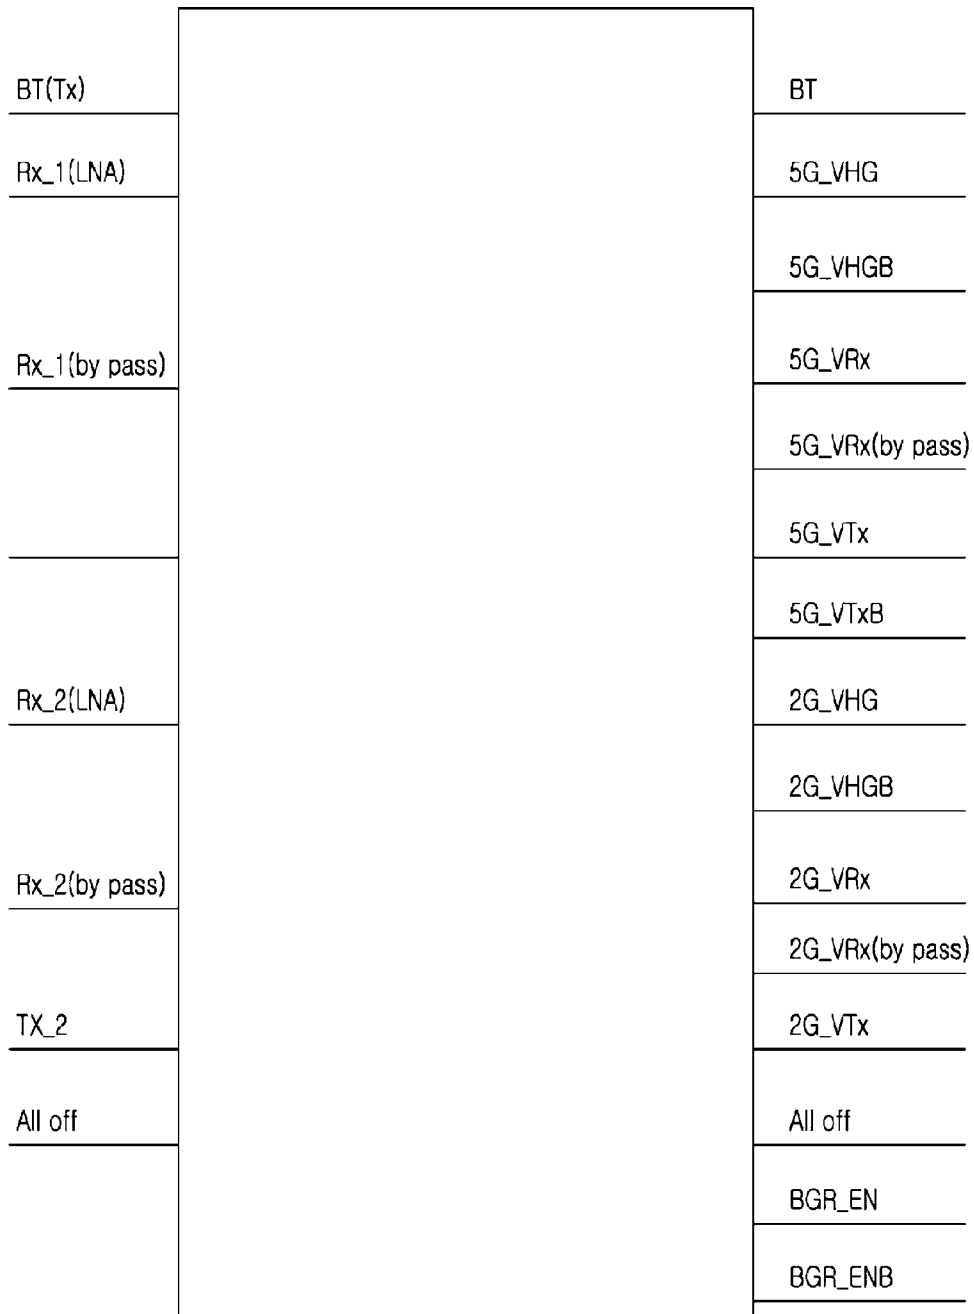 BT(Tx)
Rx_1(LNA)
Rx_1(by pass)
Rx_2(LNA)
Rx_2(by pass)
TX_2
All off
BT
5G_VHG
5G_VHGB
5G_VRx
5G_VRx(by pass)
5G_VTx
5G_VTxB
2G_VHG
2G_VHGB
2G_VRx
2G_VRx(by pass)
2G_VTx
All off
BGR_EN
BGR_ENB